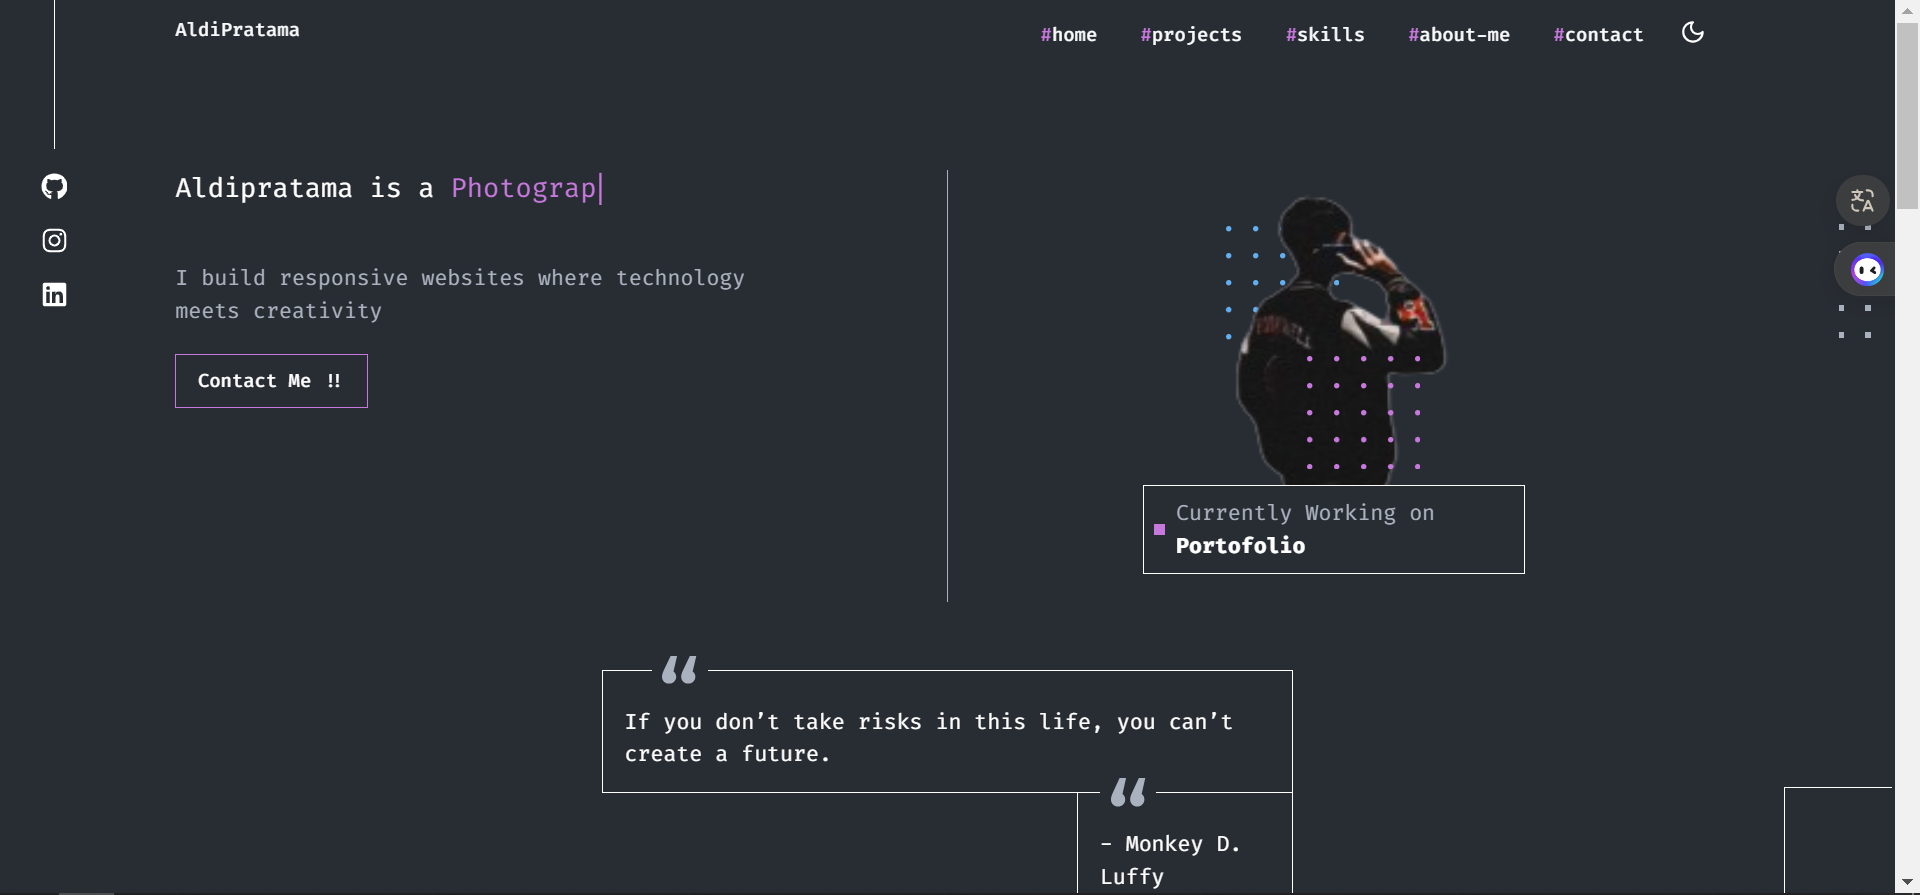 AldiPratama
#home #projects #skills #about-me #contact
Aldipratama is a Photograp
I build responsive websites where technology
meets creativity
Contact Me !!
Currently Working on
Portofolio
If you don't take risks in this life, you can't
create a future.
- Monkey D.
Luffy